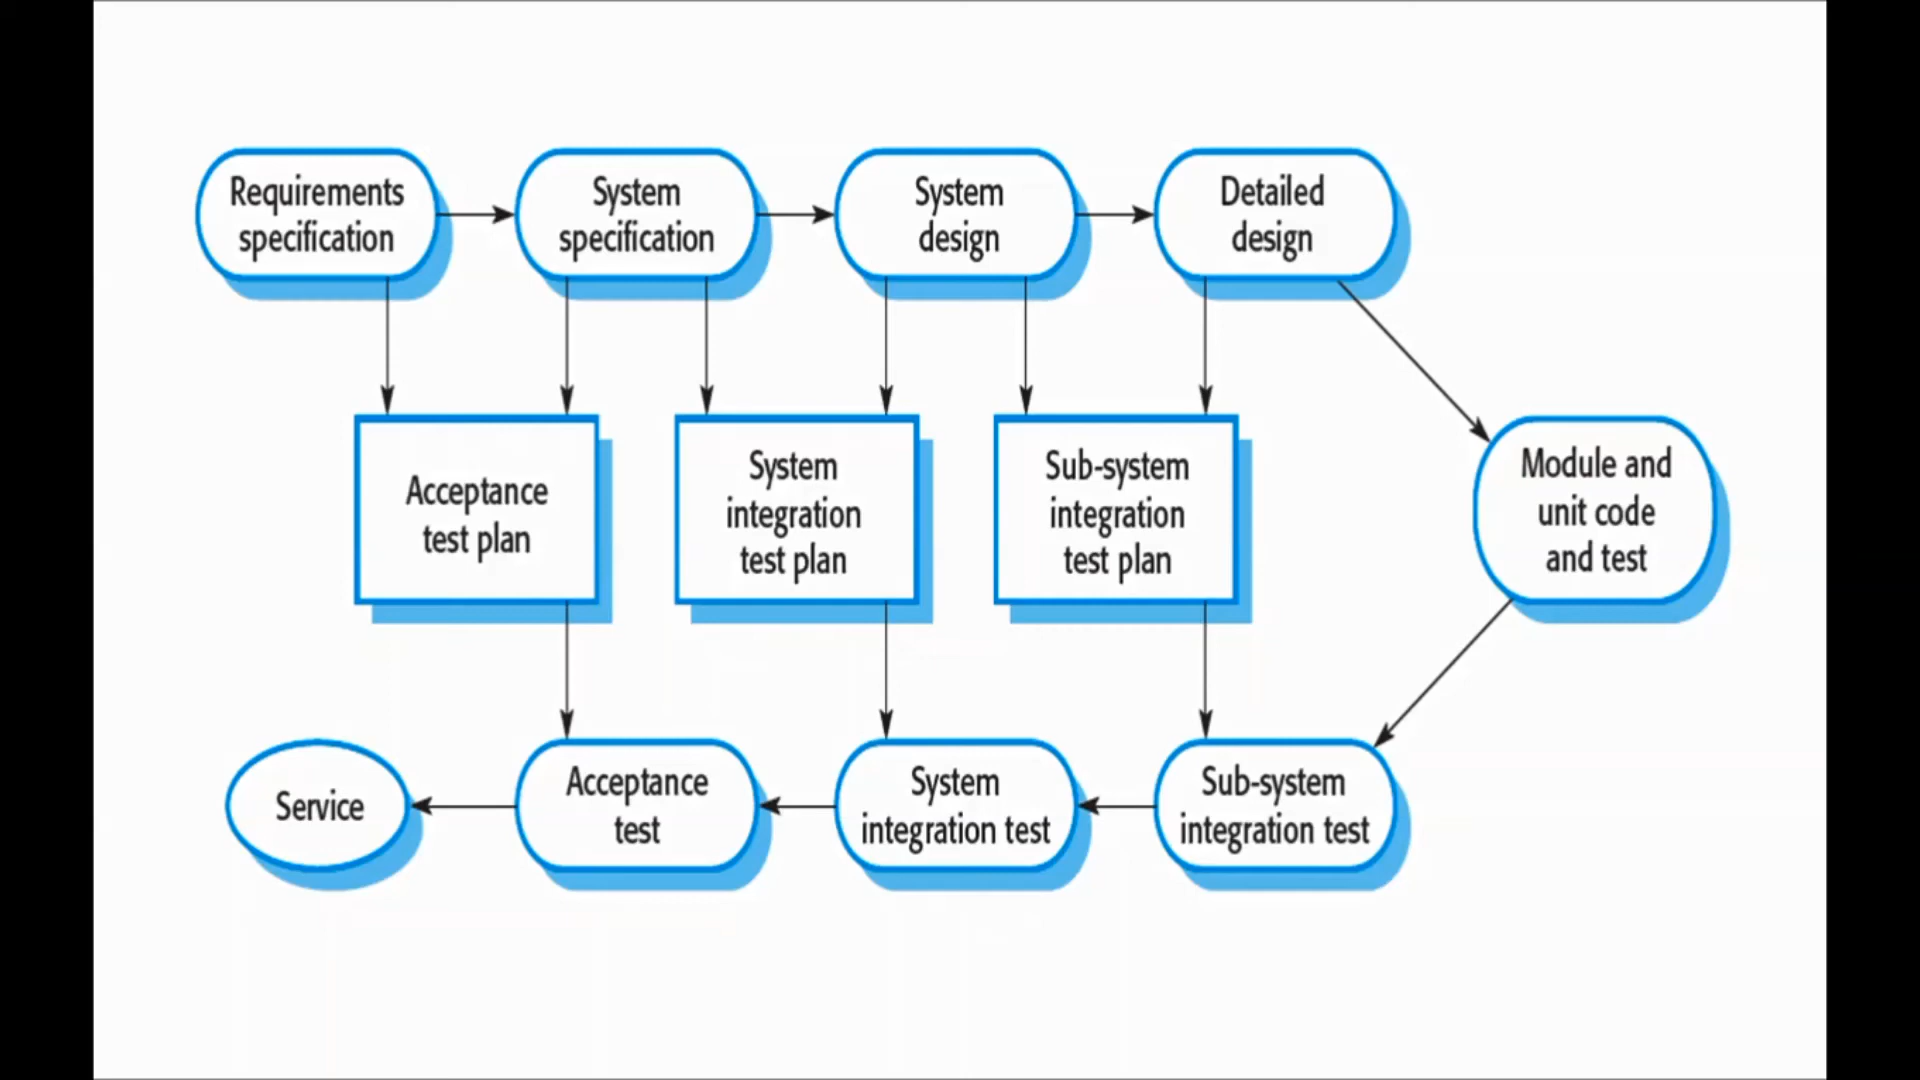 Requirements
specification
System
specification
System
design
Detailed
design
Acceptance
test plan
System
integration
test plan
Sub-system
integration
test plan
Module and
unit code
and test
Service
Acceptance
test
System
integration test
Sub-system
integration test